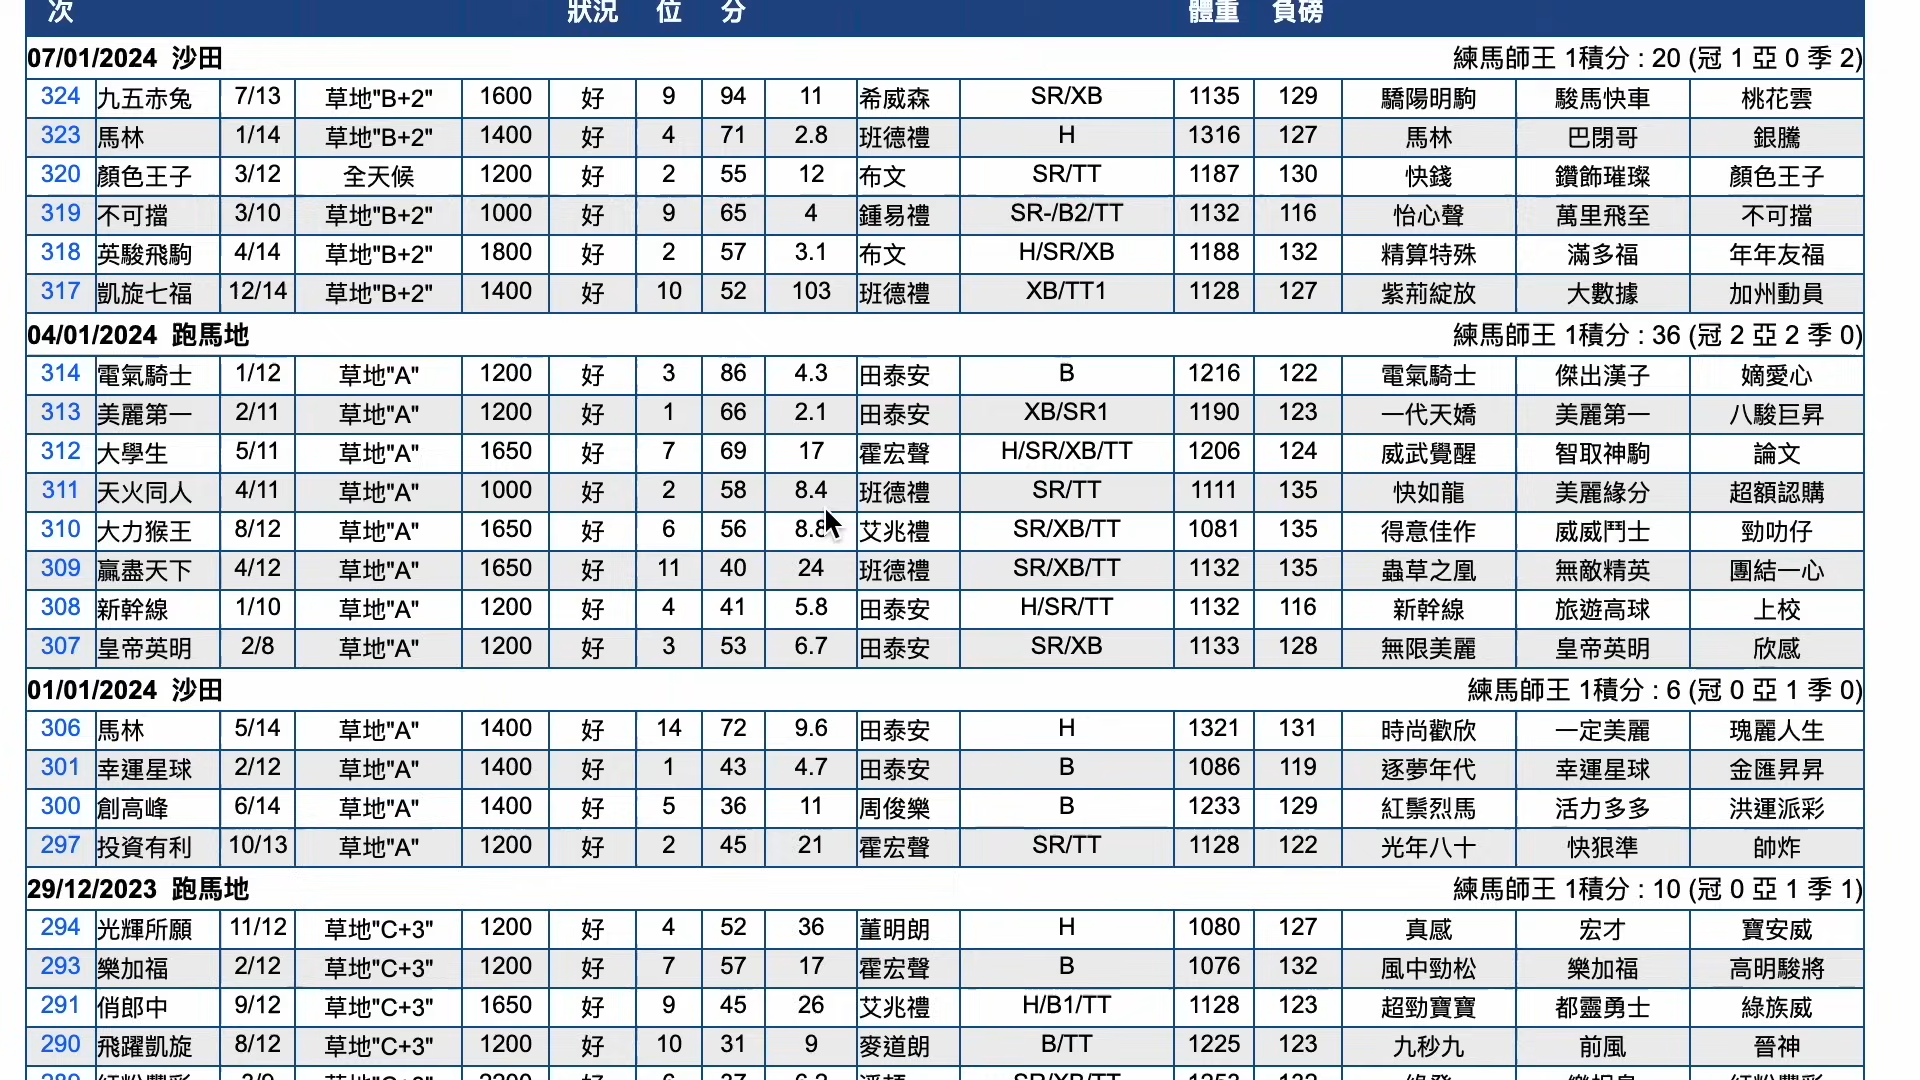 次 狀況 位 分 體重 負磅
07/01/2024 沙田 練馬師王 1積分 : 20 (冠 1 亞 0 季 2)
324 九五赤兔 7/13 草地"B+2" 1600 好 9 94 11 希威森 SR/XB 1135 129 驕陽明駒 駿馬快車 桃花雲
323 馬林 1/14 草地"B+2" 1400 好 4 71 2.8 班德禮 H 1316 127 馬林 巴閉哥 銀騰
320 顏色王子 3/12 全天候 1200 好 2 55 12 布文 SR/TT 1187 130 快錢 鑽飾璀璨 顏色王子
319 不可擋 3/10 草地"B+2" 1000 好 9 65 4 鍾易禮 SR-/B2/TT 1132 116 怡心聲 萬里飛至 不可擋
318 英駿飛駒 4/14 草地"B+2" 1800 好 2 57 3.1 布文 H/SR/XB 1188 132 精算特殊 滿多福 年年友福
317 凱旋七福 12/14 草地"B+2" 1400 好 10 52 103 班德禮 XB/TT1 1128 127 紫荊綻放 大數據 加州動員
04/01/2024 跑馬地 練馬師王 1積分 : 36 (冠 2 亞 2 季 0)
314 電氣騎士 1/12 草地"A" 1200 好 3 86 4.3 田泰安 B 1216 122 電氣騎士 傑出漢子 嫡愛心
313 美麗第一 2/11 草地"A" 1200 好 1 66 2.1 田泰安 XB/SR1 1190 123 一代天嬌 美麗第一 八駿巨昇
312 大學生 5/11 草地"A" 1650 好 7 69 17 霍宏聲 H/SR/XB/TT 1206 124 威武覺醒 智取神駒 論文
311 天火同人 4/11 草地"A" 1000 好 2 58 8.4 班德禮 SR/TT 1111 135 快如龍 美麗緣分 超額認購
310 大力猴王 8/12 草地"A" 1650 好 6 56 8.8 艾兆禮 SR/XB/TT 1081 135 得意佳作 威威鬥士 勁叻仔
309 贏盡天下 4/12 草地"A" 1650 好 11 40 24 班德禮 SR/XB/TT 1132 135 蟲草之凰 無敵精英 團結一心
308 新幹線 1/10 草地"A" 1200 好 4 41 5.8 田泰安 H/SR/TT 1132 116 新幹線 旅遊高球 上校
307 皇帝英明 2/8 草地"A" 1200 好 3 53 6.7 田泰安 SR/XB 1133 128 無限美麗 皇帝英明 欣感
01/01/2024 沙田 練馬師王 1積分 : 6 (冠 0 亞 1 季 0)
306 馬林 5/14 草地"A" 1400 好 14 72 9.6 田泰安 H 1321 131 時尚歡欣 一定美麗 瑰麗人生
301 幸運星球 2/12 草地"A" 1400 好 1 43 4.7 田泰安 B 1086 119 逐夢年代 幸運星球 金匯昇昇
300 創高峰 6/14 草地"A" 1400 好 5 36 11 周俊樂 B 1233 129 紅鬃烈馬 活力多多 洪運派彩
297 投資有利 10/13 草地"A" 1200 好 2 45 21 霍宏聲 SR/TT 1128 122 光年八十 快狠準 帥炸
29/12/2023 跑馬地 練馬師王 1積分 : 10 (冠 0 亞 1 季 1)
294 光輝所願 11/12 草地"C+3" 1200 好 4 52 36 董明朗 H 1080 127 真感 宏才 寶安威
293 樂加福 2/12 草地"C+3" 1200 好 7 57 17 霍宏聲 B 1076 132 風中勁松 樂加福 高明駿將
291 俏郎中 9/12 草地"C+3" 1650 好 9 45 26 艾兆禮 H/B1/TT 1128 123 超勁寶寶 都靈勇士 綠族威
290 飛躍凱旋 8/12 草地"C+3" 1200 好 10 31 9 麥道朗 B/TT 1225 123 九秒九 前風 晉神